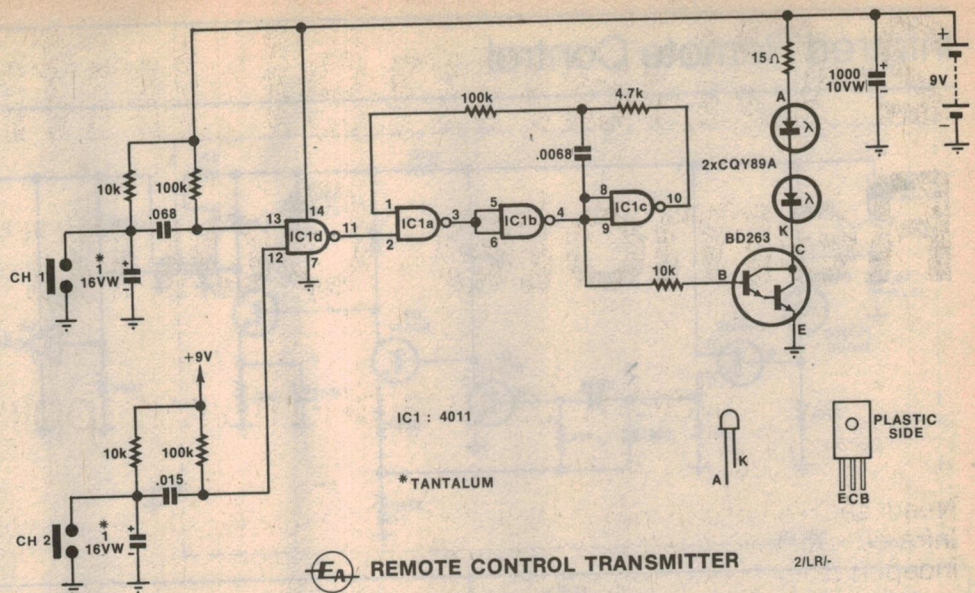 15Ω
1000
10VW
+
+
9V
-
A
λ
2xCQY89A
λ
K
BD263
C
B
E
100k
4.7k
.0068
10k
100k
.068
13
14
IC1d
11
12
7
1
2
IC1a
3
5
6
IC1b
4
8
9
IC1c
10
10k
CH 1
*
1
16VW
+
-
+9V
10k
100k
.015
CH 2
*
1
16VW
+
-
IC1 : 4011
*TANTALUM
A
K
PLASTIC
SIDE
ECB
EA REMOTE CONTROL TRANSMITTER
2/LR/-